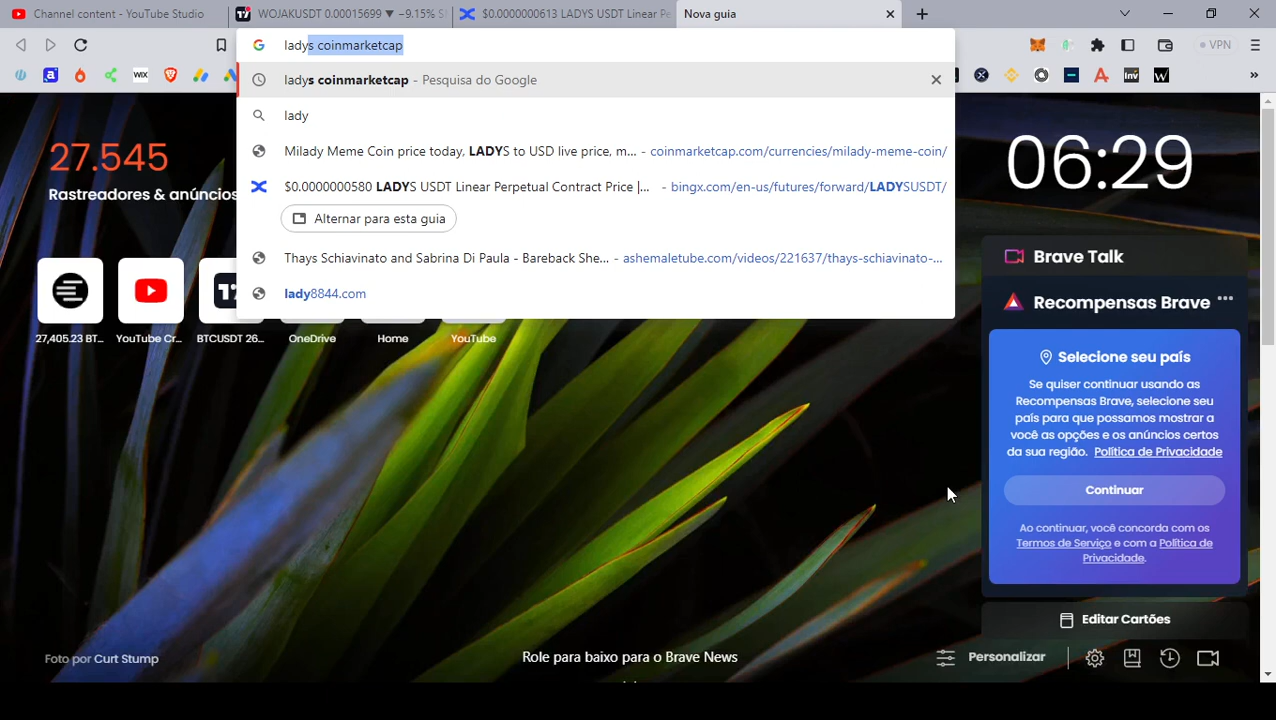 Channel content - YouTube Studio
WOJAKUSDT 0.00015699 ▼ −9.15%
$0.0000000613 LADYS USDT Linear Pe
Nova guia
ladys coinmarketcap
VPN
ladys coinmarketcap - Pesquisa do Google
lady
Milady Meme Coin price today, LADYS to USD live price, m... - coinmarketcap.com/currencies/milady-meme-coin/
$0.0000000580 LADYS USDT Linear Perpetual Contract Price |... - bingx.com/en-us/futures/forward/LADYSUSDT/
Alternar para esta guia
Thays Schiavinato and Sabrina Di Paula - Bareback She... - ashemaletube.com/videos/221637/thays-schiavinato-...
lady8844.com
27.545
Rastreadores & anúncios
06:29
27,405.23 BT...
YouTube Cr...
BTCUSDT 26...
OneDrive
Home
YouTube
Brave Talk
Recompensas Brave
Selecione seu país
Se quiser continuar usando as
Recompensas Brave, selecione seu
país para que possamos mostrar a
você as opções e os anúncios certos
da sua região. Política de Privacidade
Continuar
Ao continuar, você concorda com os
Termos de Serviço e com a Política de
Privacidade.
Editar Cartões
Foto por Curt Stump
Role para baixo para o Brave News
Personalizar